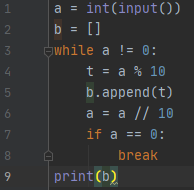 1 a = int(input())
2 b = []
3 while a != 0:
4     t = a % 10
5     b.append(t)
6     a = a // 10
7     if a == 0:
8         break
9 print(b)